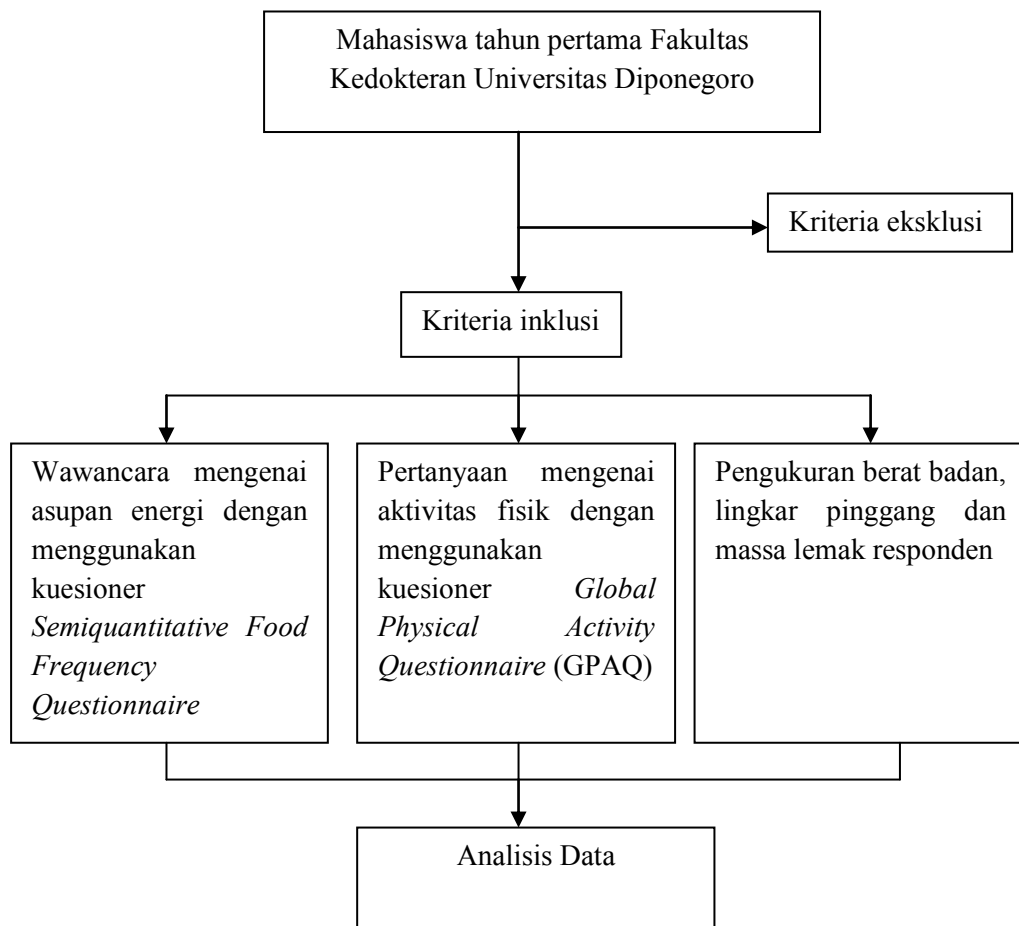 Mahasiswa tahun pertama Fakultas
Kedokteran Universitas Diponegoro
Kriteria eksklusi
Kriteria inklusi
Wawancara mengenai
asupan energi dengan
menggunakan
kuesioner
Semiquantitative Food
Frequency
Questionnaire
Pertanyaan mengenai
aktivitas fisik dengan
menggunakan
kuesioner Global
Physical Activity
Questionnaire (GPAQ)
Pengukuran berat badan,
lingkar pinggang dan
massa lemak responden
Analisis Data